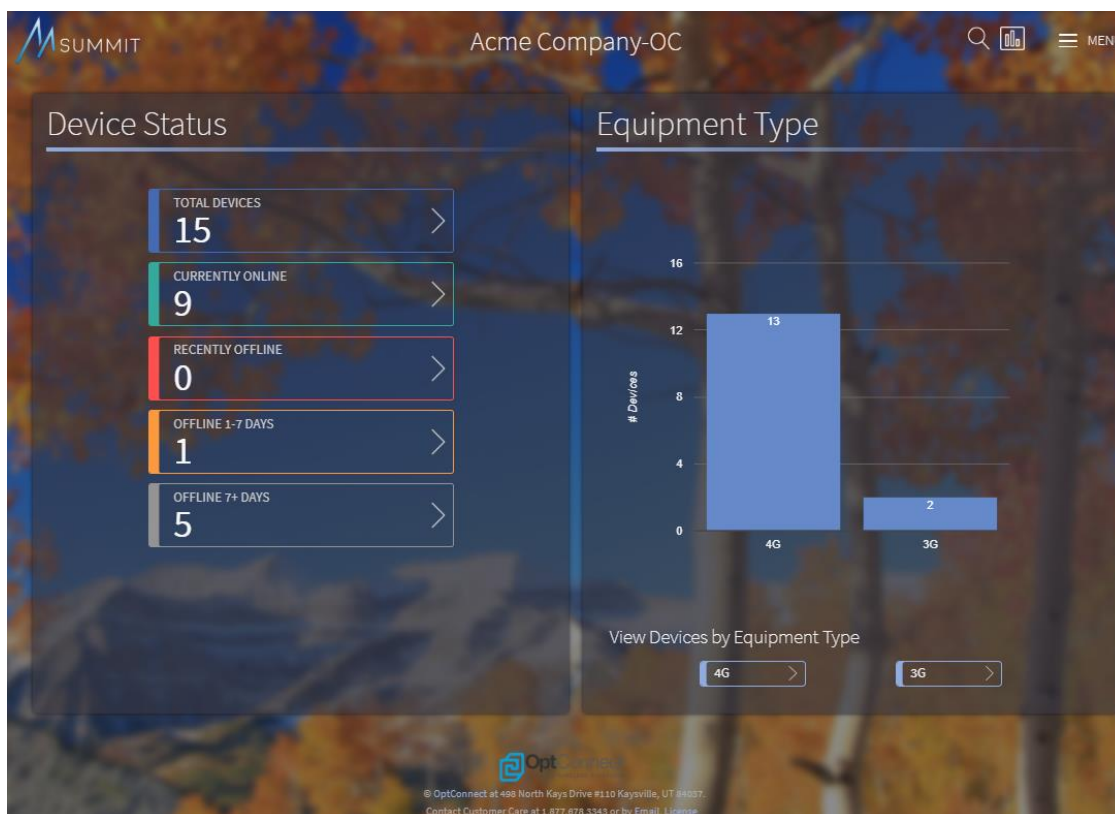 SUMMIT
Acme Company-OC
MEN
Device Status
TOTAL DEVICES
15
CURRENTLY ONLINE
9
RECENTLY OFFLINE
0
OFFLINE 1-7 DAYS
1
OFFLINE 7+ DAYS
5
Equipment Type
# Devices
16
12
8
4
0
13
2
4G
3G
View Devices by Equipment Type
4G
3G
OptConnect
© OptConnect at 498 North Kays Drive #110 Kaysville, UT 84037.
Contact Customer Care at 1 877 678 3343 or by Email. License